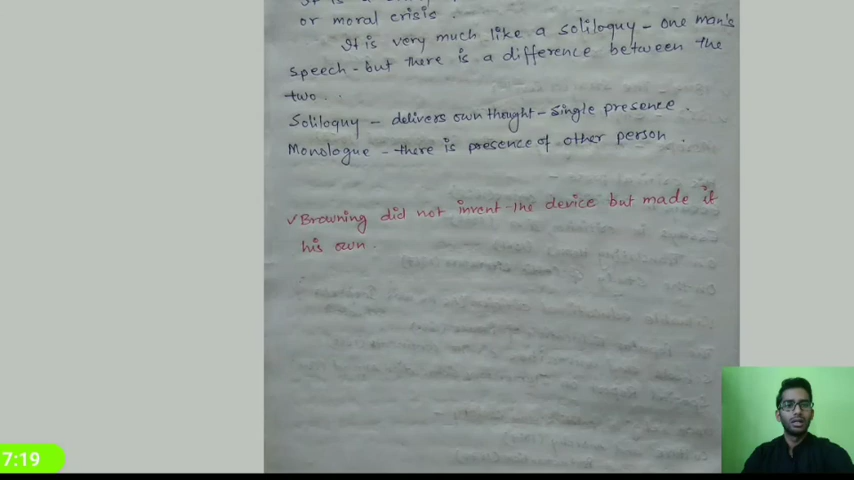 or moral crisis.
It is very much like a soliloquy - one man's
speech - but there is a difference between the
two..
Soliloquy - delivers own thought - single presence.
Monologue - there is presence of other person.
✓Browning did not invent the device but made it
his own.
7:19